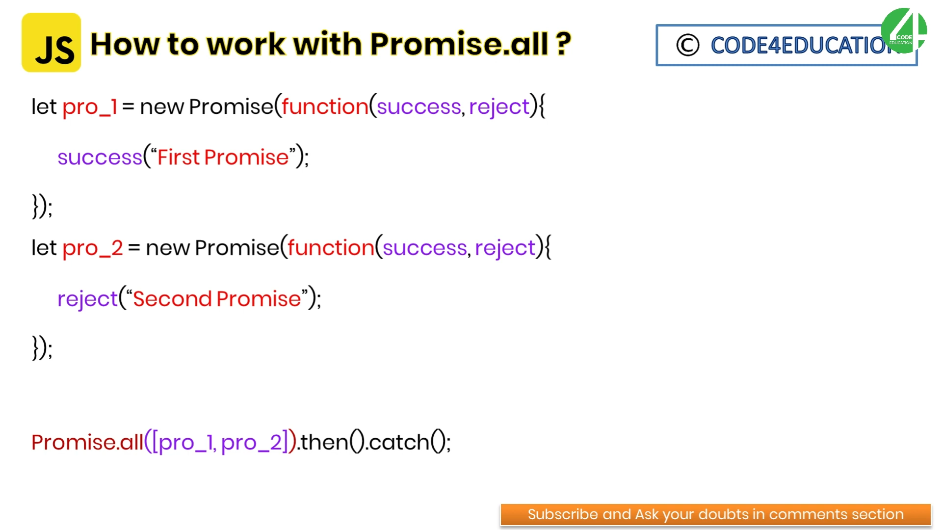 JS How to work with Promise.all ?
© CODE4EDUCATION
4 CODE
EDUCATION
let pro_1 = new Promise(function(success, reject){
success(“First Promise”);
});
let pro_2 = new Promise(function(success, reject){
reject(“Second Promise”);
});
Promise.all([pro_1, pro_2]).then().catch();
Subscribe and Ask your doubts in comments section